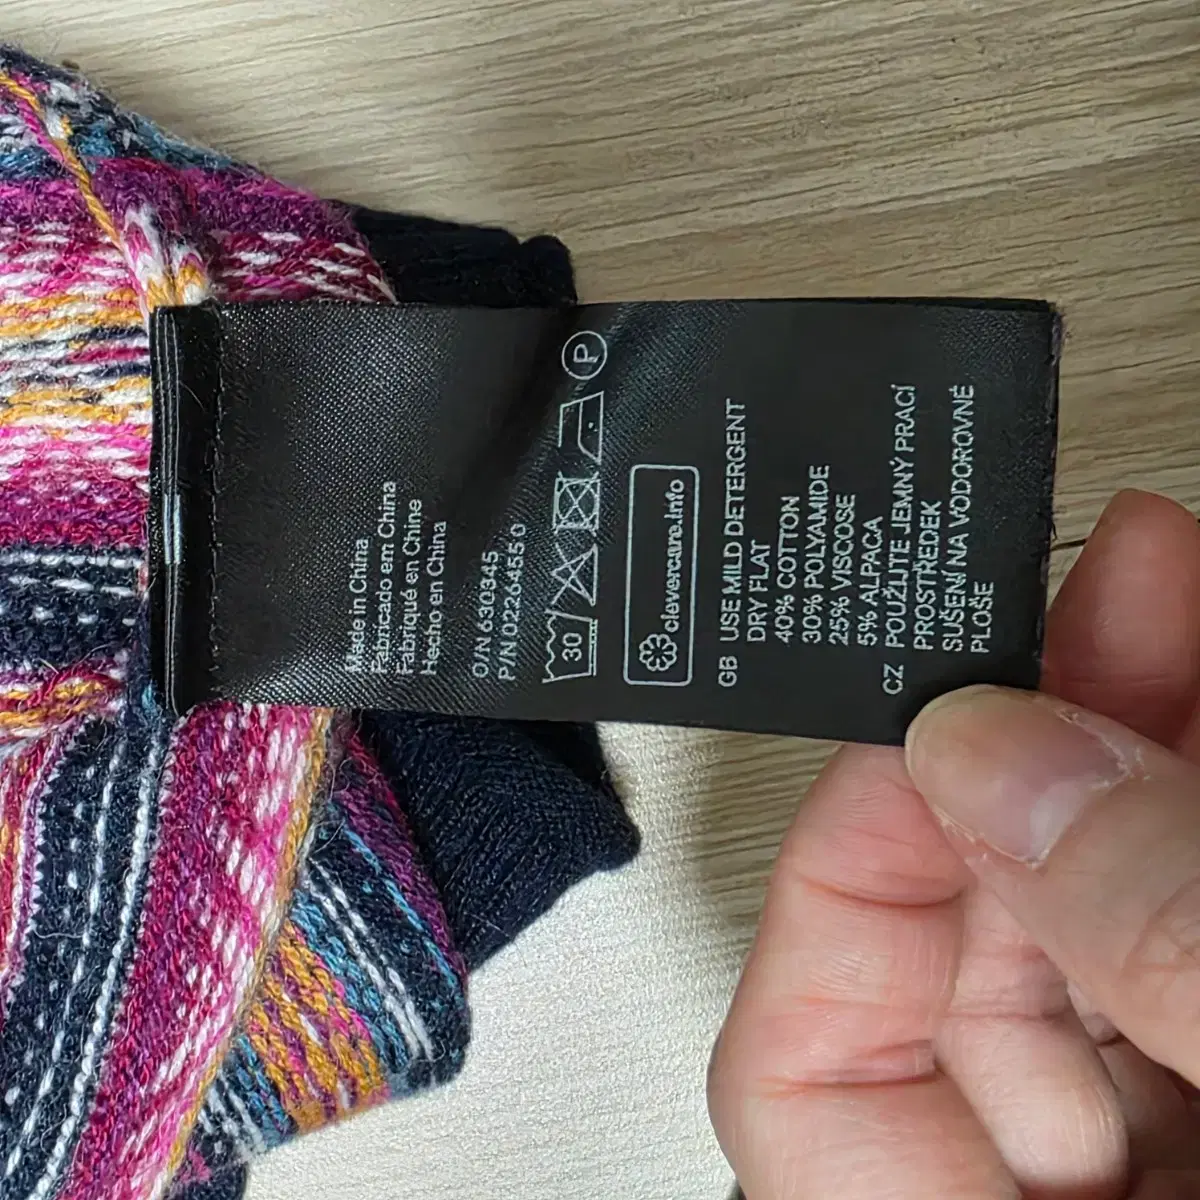 Made in China
Fabricado em China
Fabriqué en Chine
Hecho en China
O/N 630345
P/N 02264550
30
P
clevercare.info
GB USE MILD DETERGENT
DRY FLAT
40% COTTON
30% POLYAMIDE
25% VISCOSE
5% ALPACA
CZ POUŽIJTE JEMNÝ PRACÍ
PROSTŘEDEK
SUŠENÍ NA VODOROVNÉ
PLOŠE